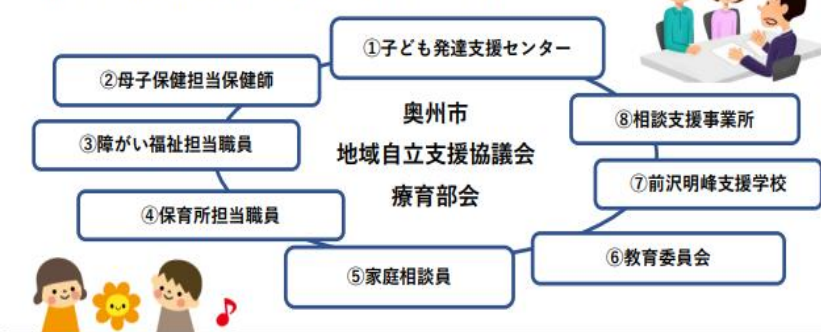 ①子ども発達支援センター
②母子保健担当保健師
③障がい福祉担当職員
④保育所担当職員
⑤家庭相談員
⑥教育委員会
⑦前沢明峰支援学校
⑧相談支援事業所
奥州市
地域自立支援協議会
療育部会